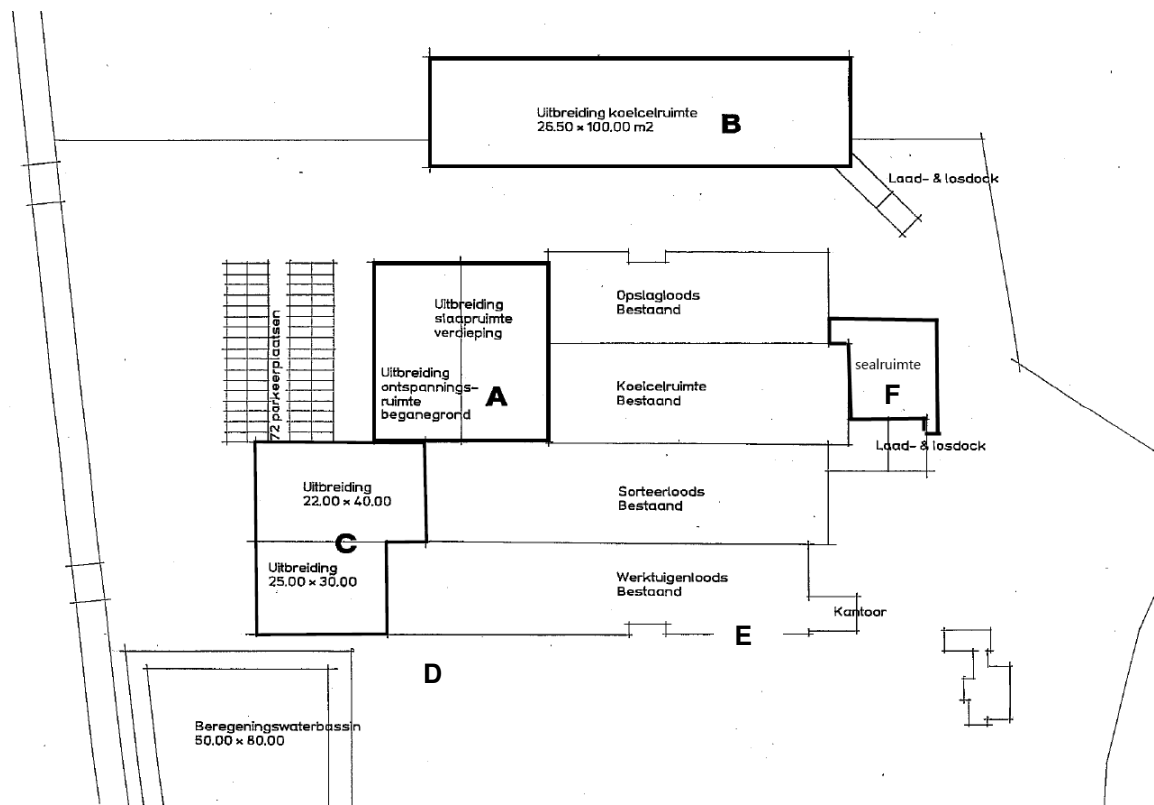 Uitbreiding koelcelruimte
26.50 x 100.00 m2
B
Laad- & losdock
Opslagloods
Bestaand
Uitbreiding
slaapruimte
verdieping
72 parkeerplaatsen
Uitbreiding
ontspannings-
ruimte
beganegrond
A
Koelcelruimte
Bestaand
sealruimte
F
Laad- & losdock
Uitbreiding
22.00 x 40.00
Sorteerloods
Bestaand
C
Uitbreiding
25.00 x 30.00
Werktuigenloods
Bestaand
Kantoor
E
D
Beregeningswaterbassin
50.00 x 80.00